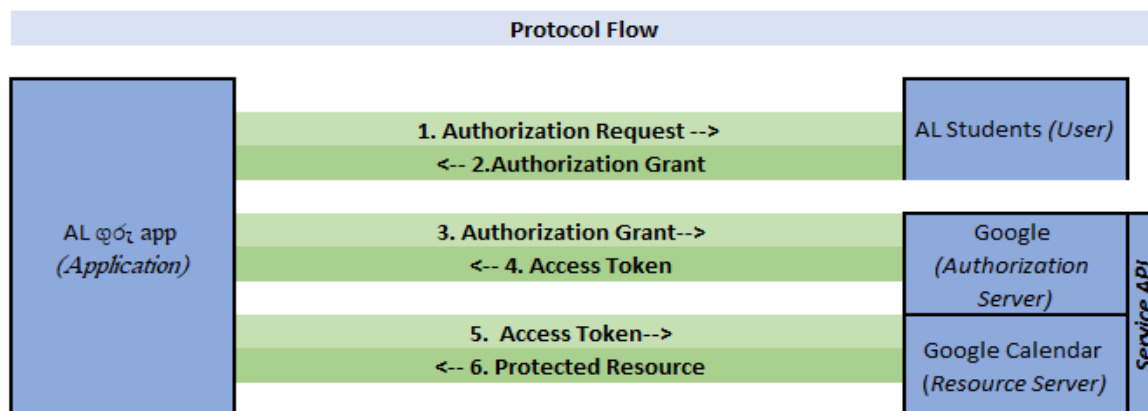 Protocol Flow
1. Authorization Request -->
<-- 2.Authorization Grant
AL Students (User)
AL ගුරු app
(Application)
3. Authorization Grant-->
<-- 4. Access Token
Google
(Authorization
Server)
5.  Access Token-->
<-- 6. Protected Resource
Google Calendar
(Resource Server)
Service API